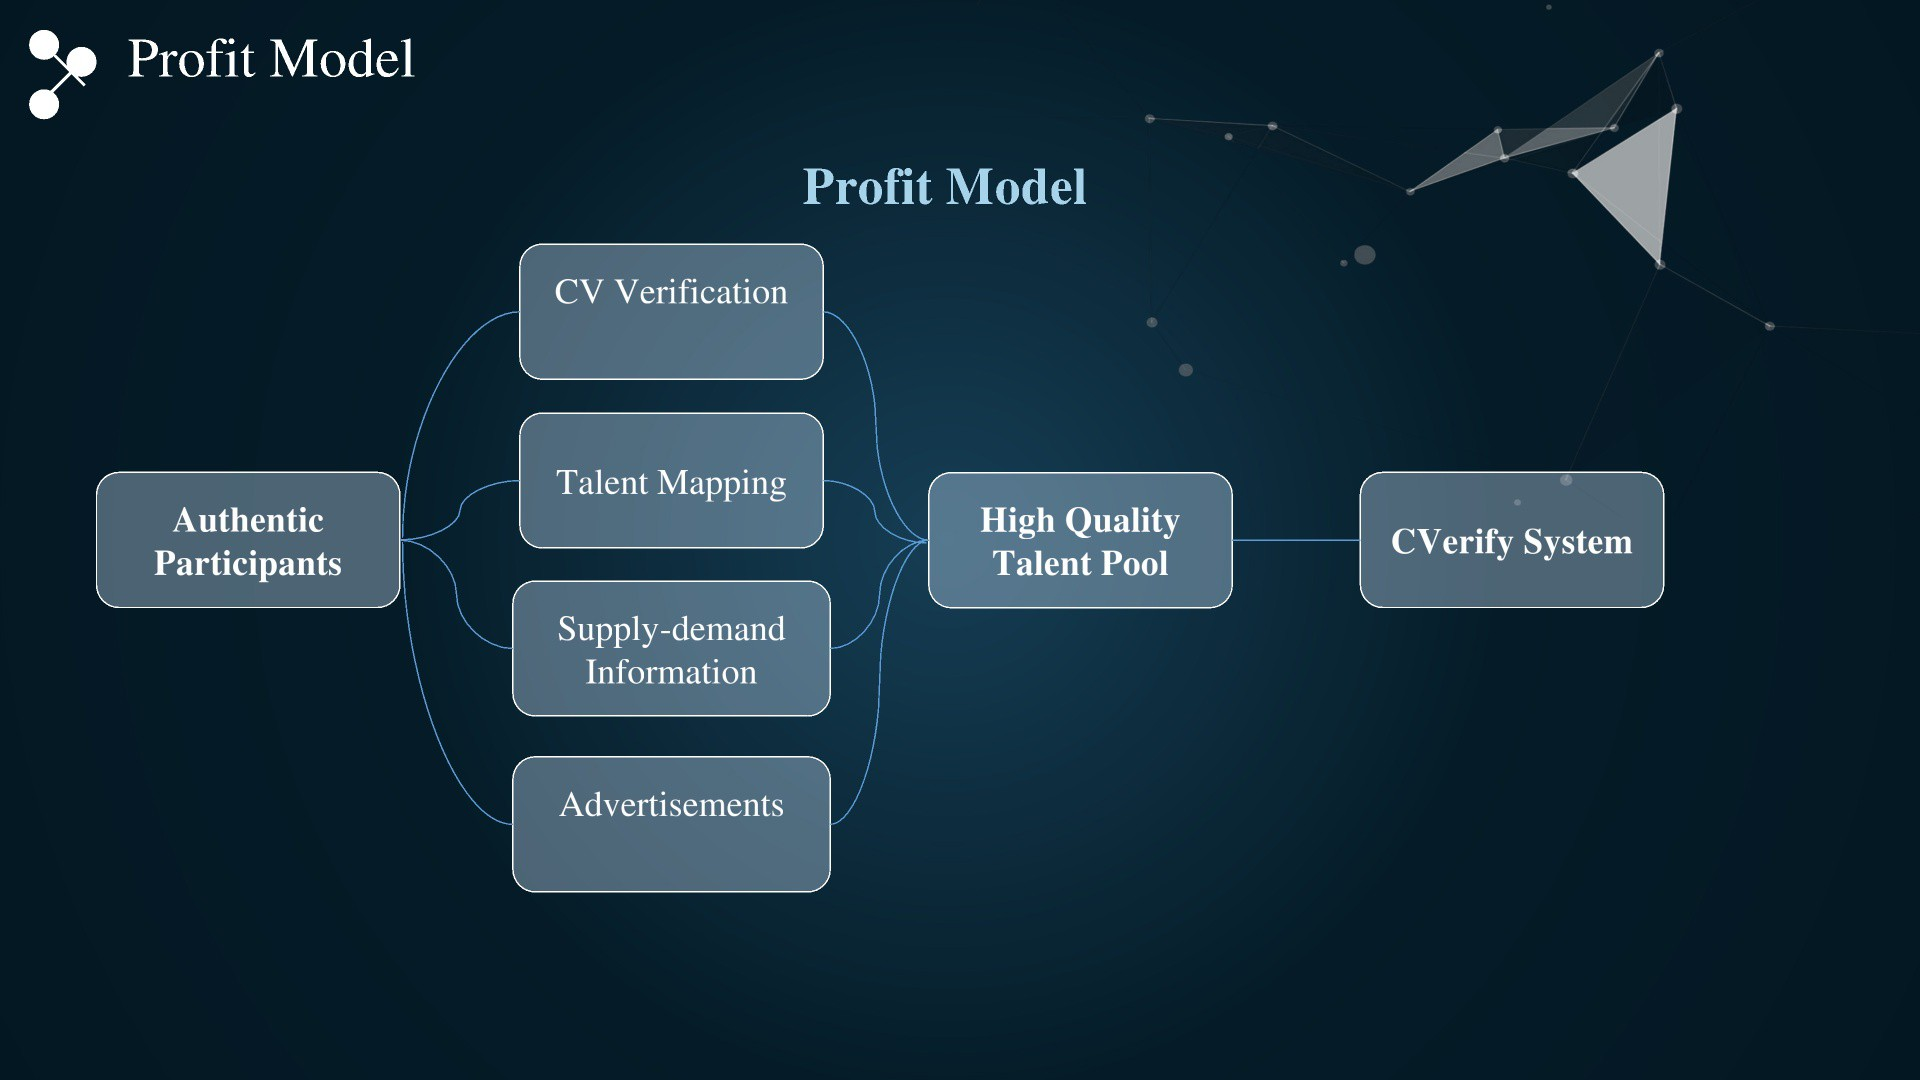 Profit Model
Profit Model
CV Verification
Talent Mapping
Authentic
Participants
High Quality
Talent Pool
CVerify System
Supply-demand
Information
Advertisements